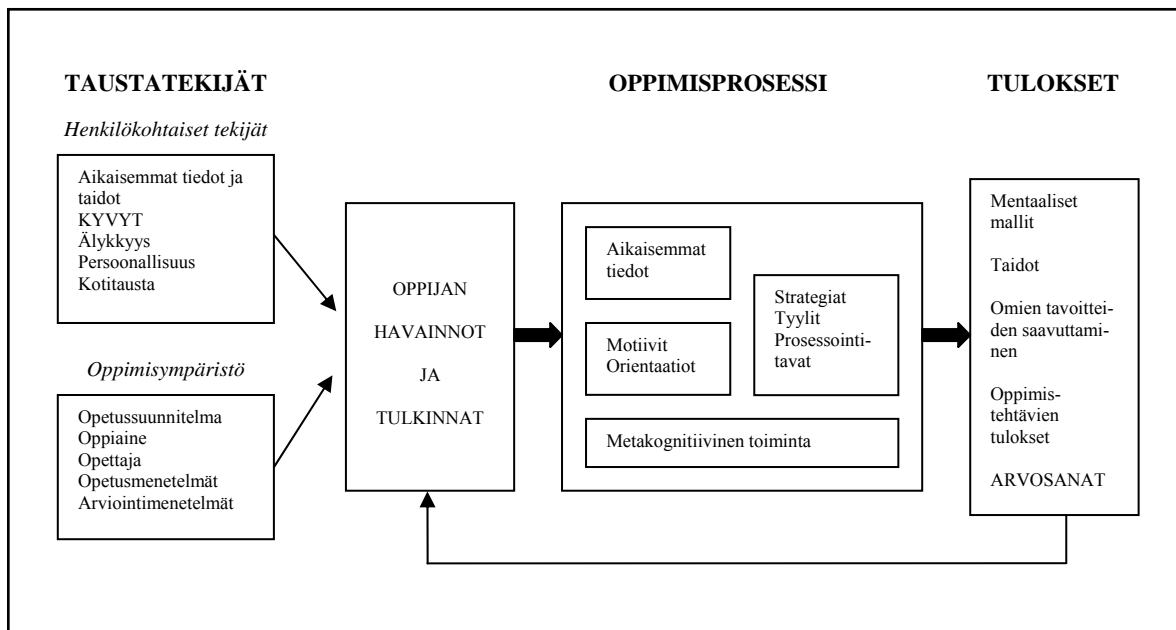 TAUSTATEKIJÄT
Henkilökohtaiset tekijät
Aikaisemmat tiedot ja
taidot
KYVYT
Älykkyys
Persoonallisuus
Kotitausta
Oppimisympäristö
Opetussuunnitelma
Oppiaine
Opettaja
Opetusmenetelmät
Arviointimenetelmät
OPPIJAN
HAVAINNOT
JA
TULKINNAT
OPPIMISPROSESSI
Aikaisemmat
tiedot
Motiivit
Orientaatiot
Strategiat
Tyylit
Prosessointi-
tavat
Metakognitiivinen toiminta
TULOKSET
Mentaaliset
mallit
Taidot
Omien tavoittei-
den saavuttami-
nen
Oppimis-
tehtävien
tulokset
ARVOSANAT